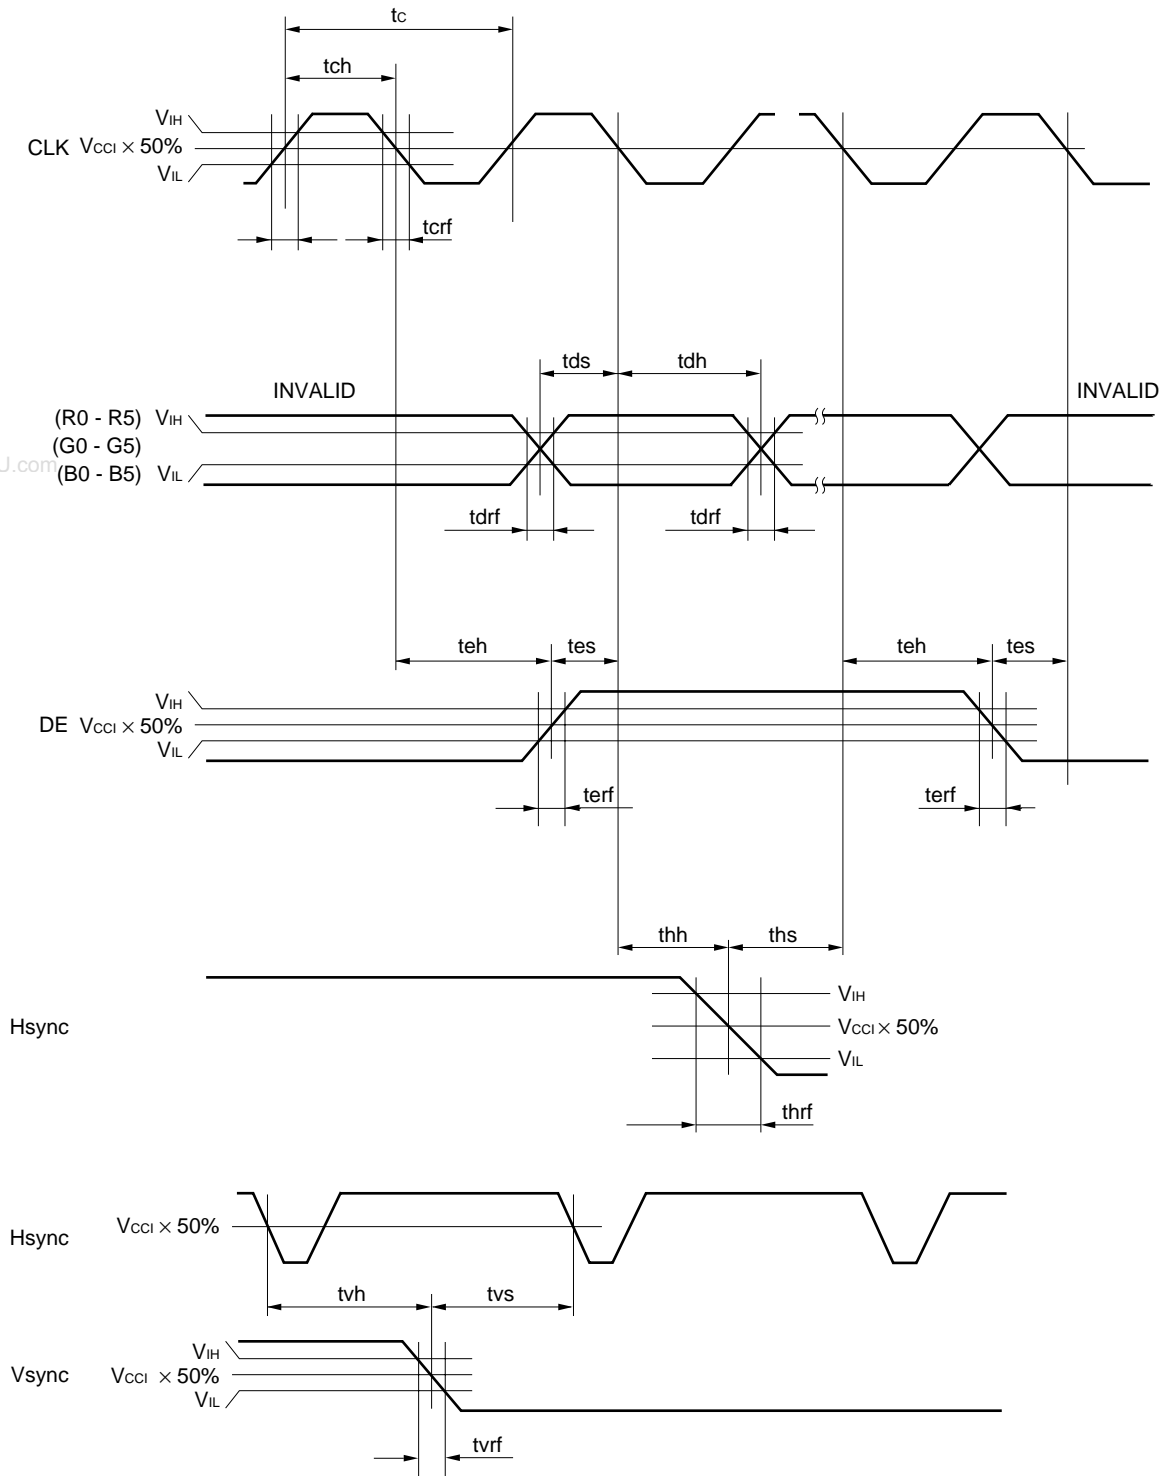 tc
tch
VIH
CLK VCCI × 50%
VIL
tcrf
tds tdh
INVALID INVALID
(R0 - R5) VIH
(G0 - G5)
U.com
(B0 - B5) VIL
tdrf tdrf
teh tes teh tes
VIH
DE VCCI × 50%
VIL
terf terf
thh ths
VIH
Hsync VCCI × 50%
VIL
thrf
VCCI × 50%
Hsync
tvh tvs
VIH
Vsync VCCI × 50%
VIL
tvrf